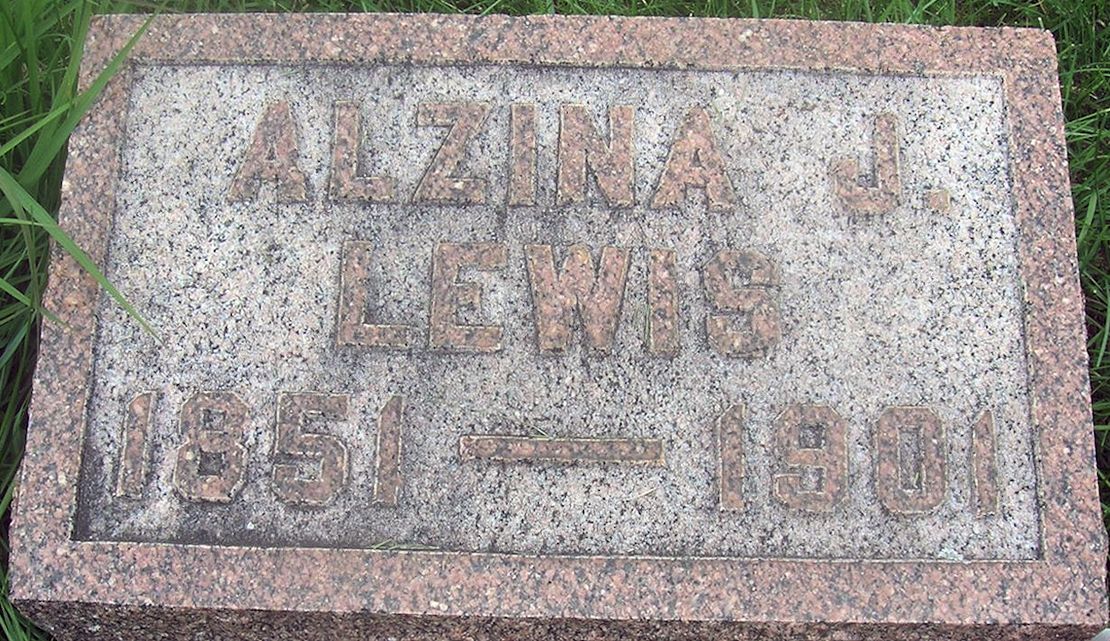 ALZINA J.
LEWIS
1851 — 1901